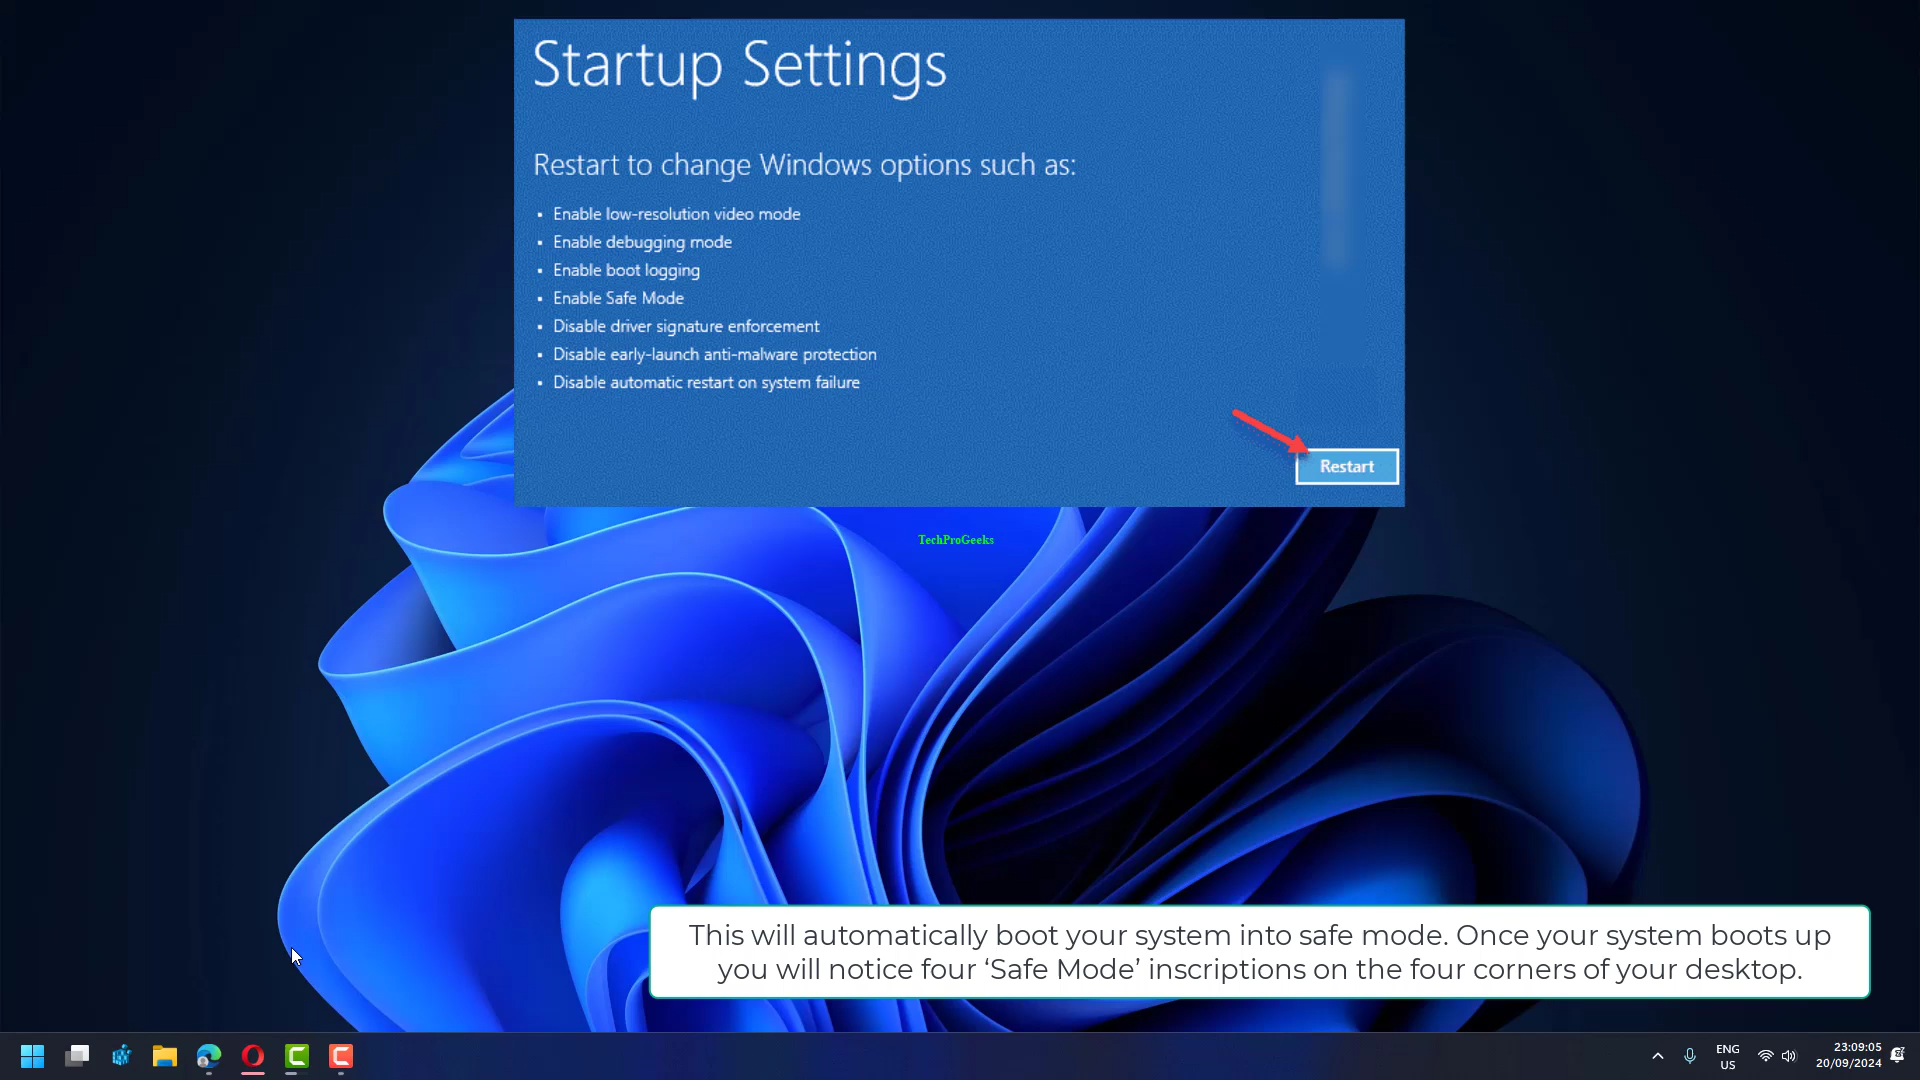 Startup Settings
Restart to change Windows options such as:
▪ Enable low-resolution video mode
▪ Enable debugging mode
▪ Enable boot logging
▪ Enable Safe Mode
▪ Disable driver signature enforcement
▪ Disable early-launch anti-malware protection
▪ Disable automatic restart on system failure
Restart
TechProGeeks
This will automatically boot your system into safe mode. Once your system boots up
you will notice four ‘Safe Mode’ inscriptions on the four corners of your desktop.
ENG
US
23:09:05
20/09/2024